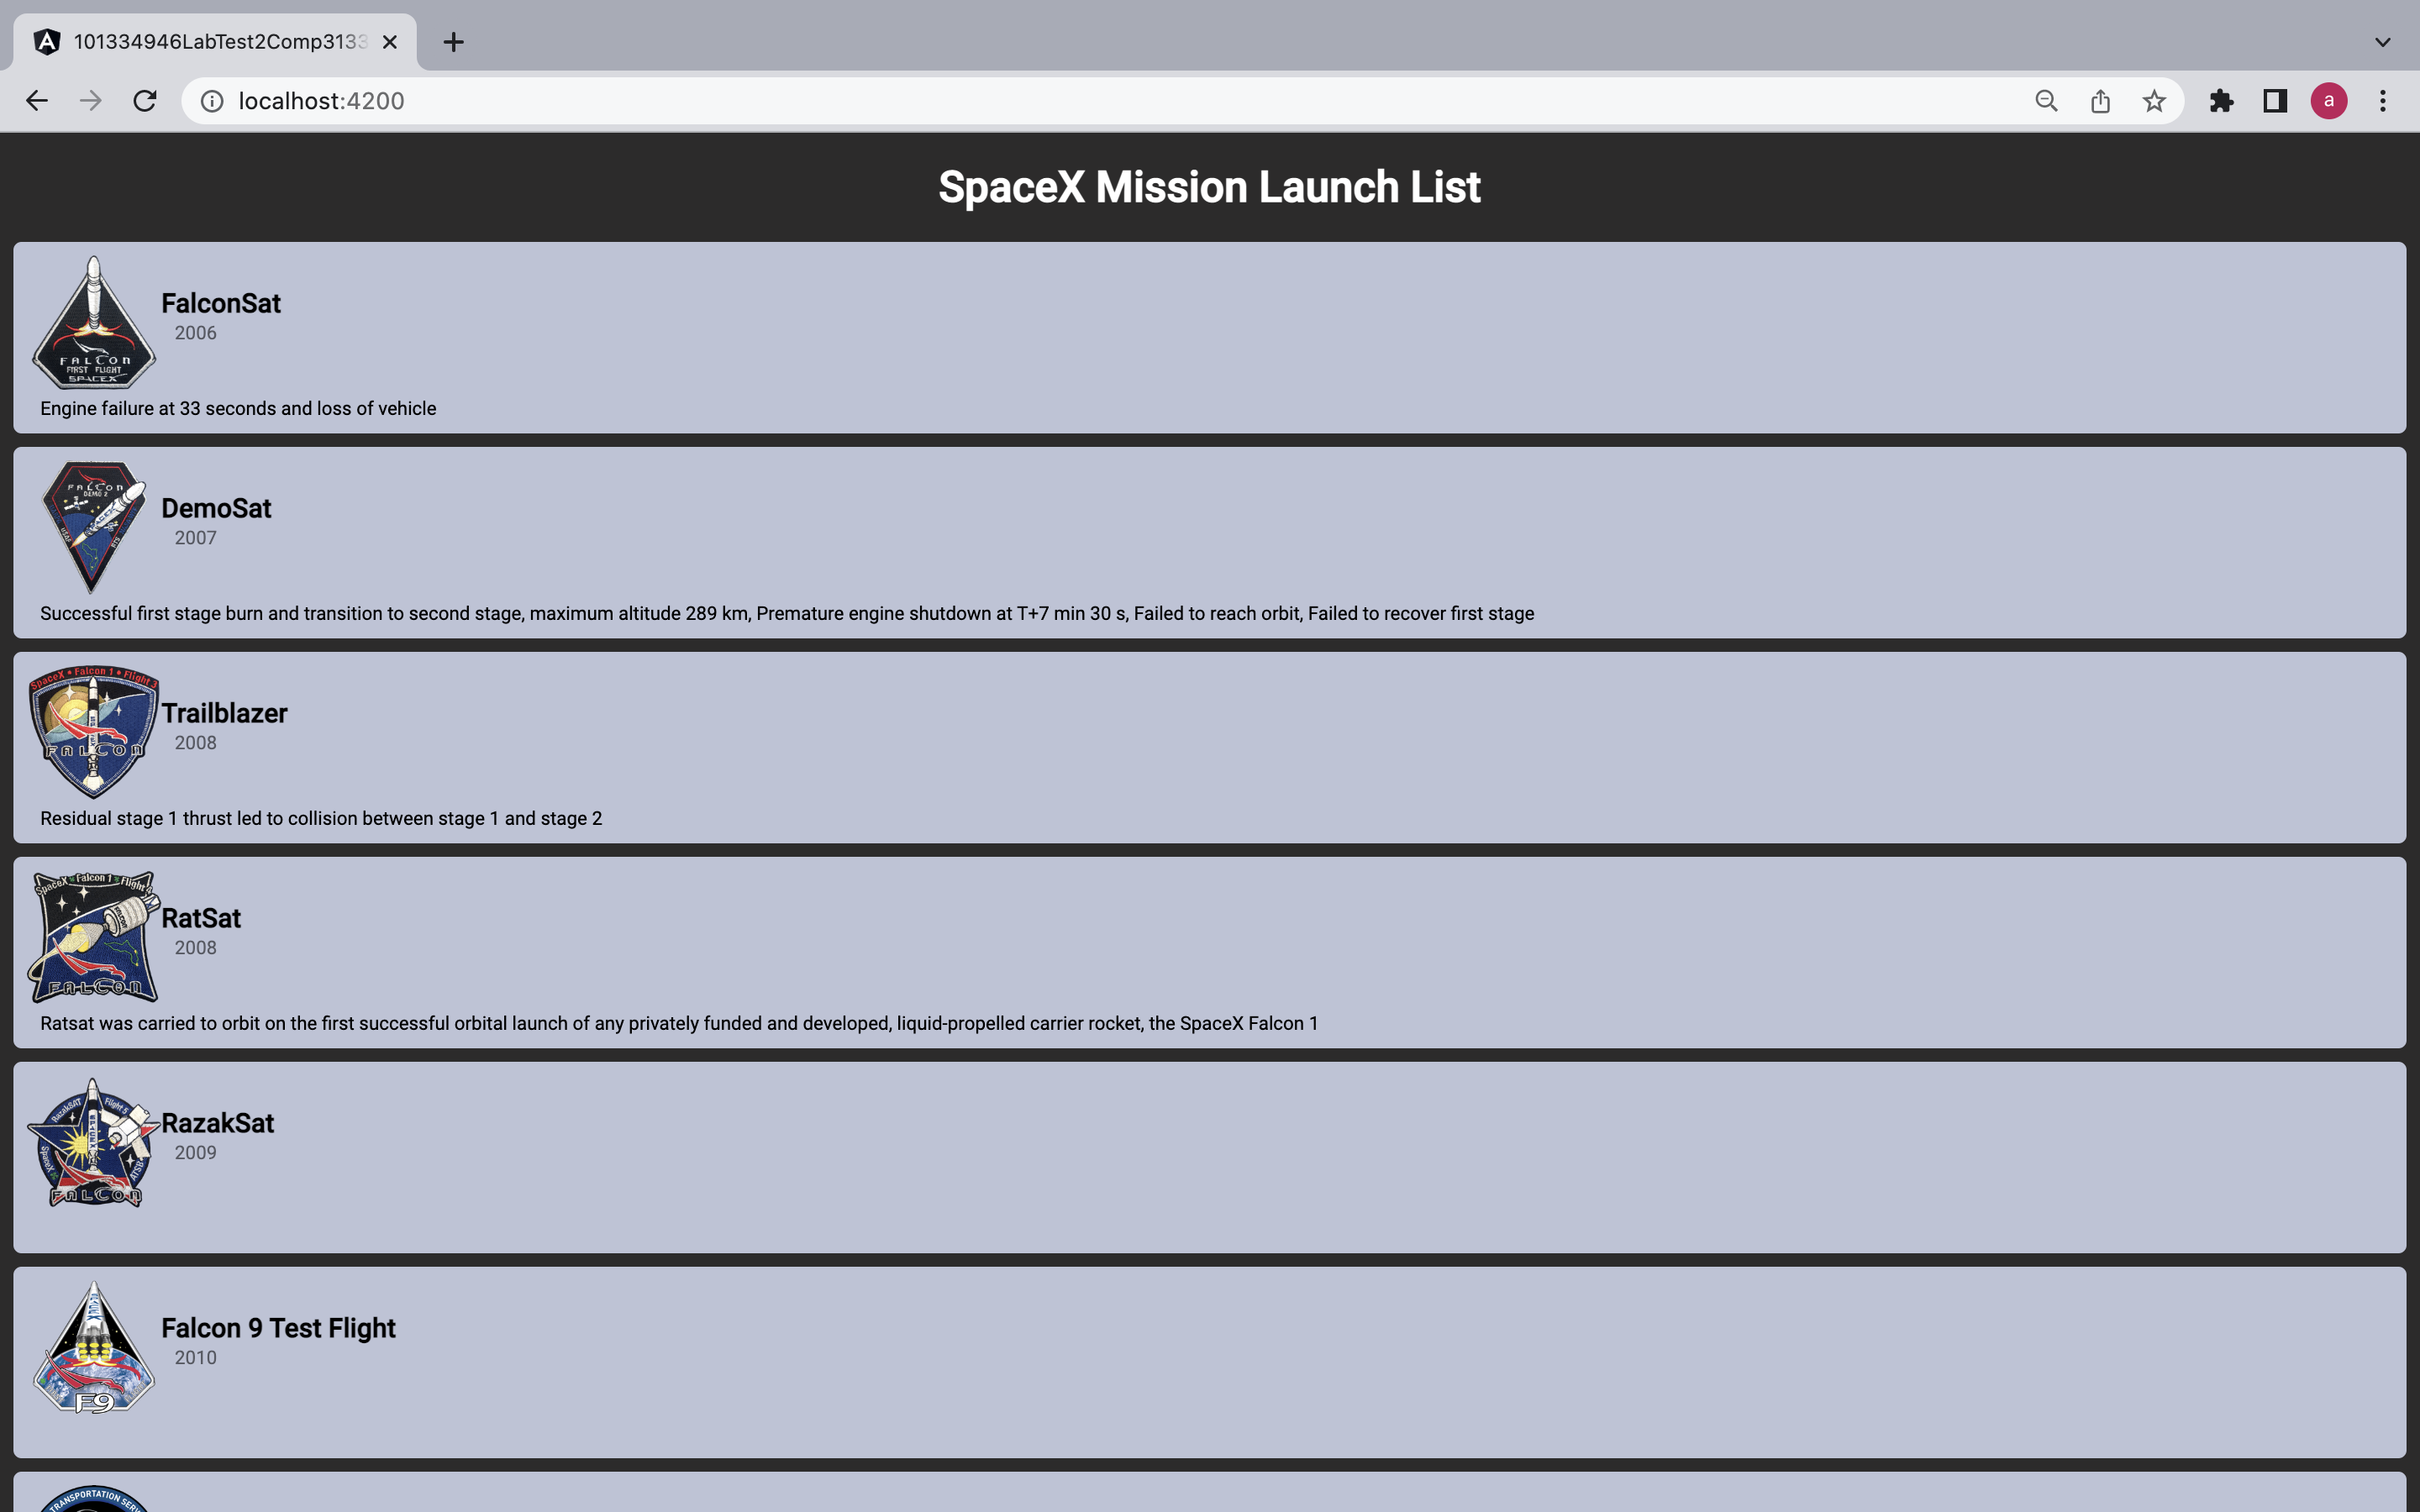 101334946LabTest2Comp3133
localhost:4200
a
SpaceX Mission Launch List
FALCON
FIRST FLIGHT
SPACEX
FalconSat
2006
Engine failure at 33 seconds and loss of vehicle
FALCON
DEMO 2
DemoSat
2007
Successful first stage burn and transition to second stage, maximum altitude 289 km, Premature engine shutdown at T+7 min 30 s, Failed to reach orbit, Failed to recover first stage
SpaceX • Falcon 1 • Flight 3
FALCON
Trailblazer
2008
Residual stage 1 thrust led to collision between stage 1 and stage 2
SpaceX Falcon 1 Flight 4
FALCON
RatSat
2008
Ratsat was carried to orbit on the first successful orbital launch of any privately funded and developed, liquid-propelled carrier rocket, the SpaceX Falcon 1
RazakSAT Flight 5
SPACEX
SpaceX
ATSB
FALCON
RazakSat
2009
F9
Falcon 9 Test Flight
2010
TRANSPORTATION